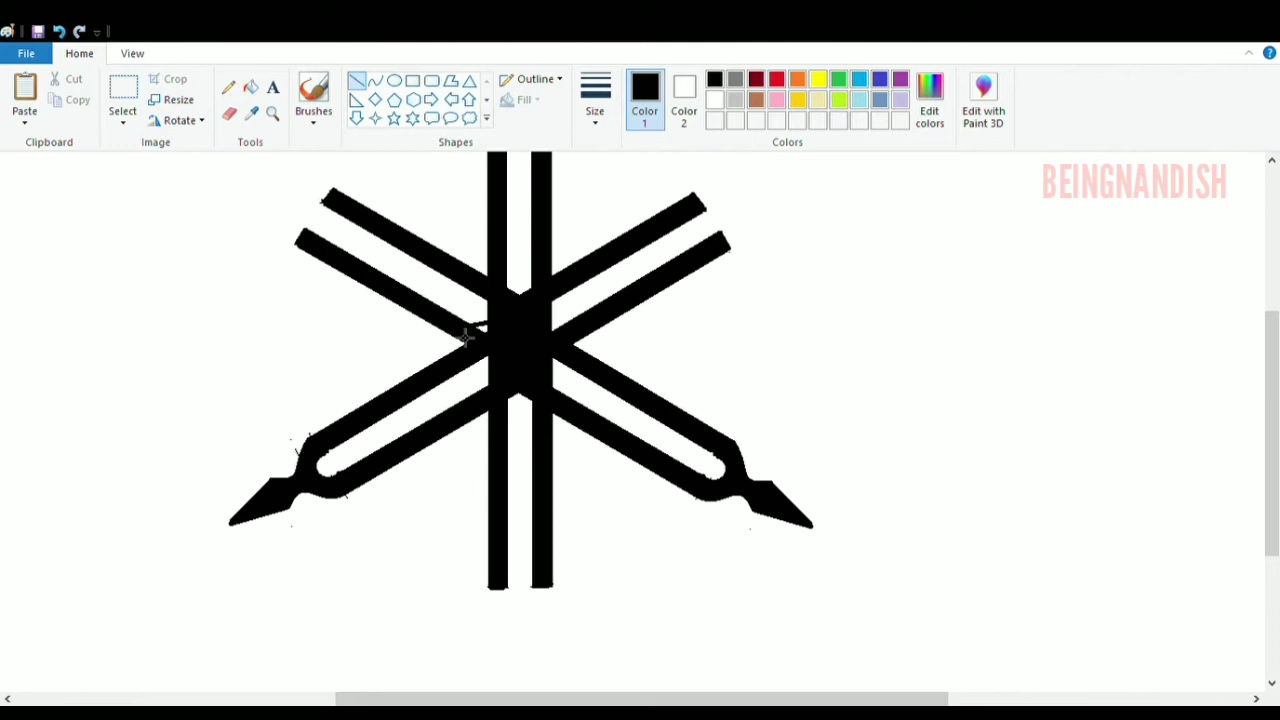 File Home View
Paste
Cut
Copy
Clipboard
Select
Crop
Resize
Rotate
Image
Tools
Brushes
Shapes
Outline
Fill
Size
Color 1
Color 2
Edit colors
Colors
Edit with Paint 3D
BEINGNANDISH